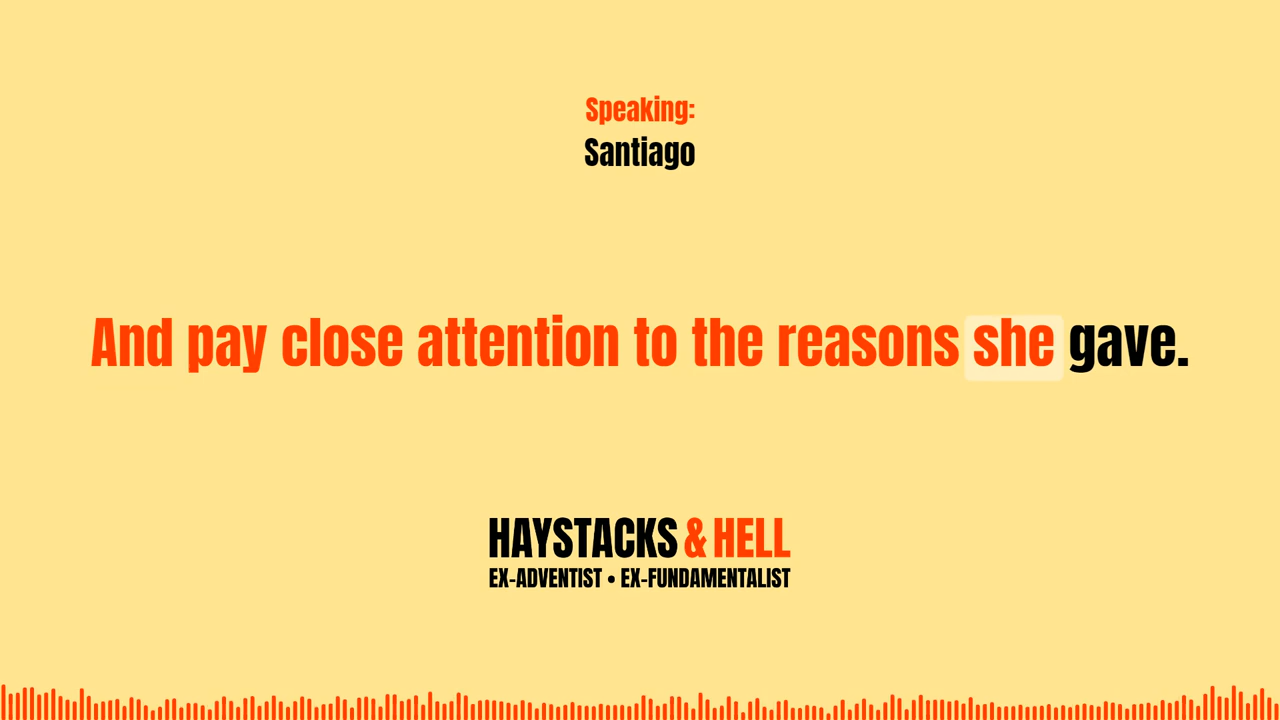 Speaking:
Santiago
And pay close attention to the reasons she gave.
HAYSTACKS & HELL
EX-ADVENTIST • EX-FUNDAMENTALIST